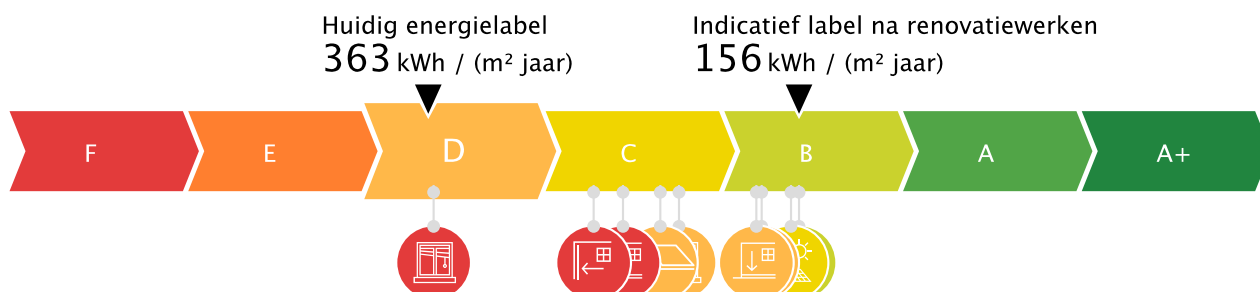 Huidig energielabel
363 kWh / (m² jaar)
Indicatief label na renovatiewerken
156 kWh / (m² jaar)
F
E
D
C
B
A
A+